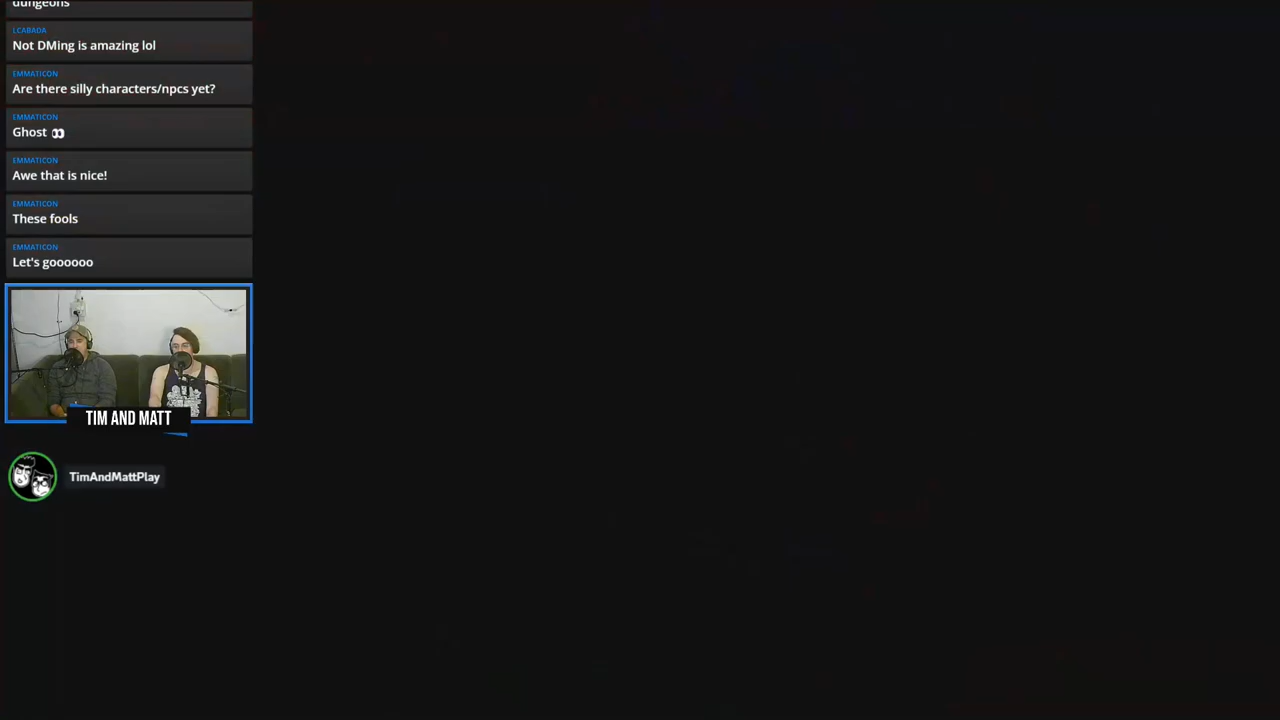 dungeons
LCABADA
Not DMing is amazing lol
EMMATICON
Are there silly characters/npcs yet?
EMMATICON
Ghost 👀
EMMATICON
Awe that is nice!
EMMATICON
These fools
EMMATICON
Let's goooooo
TIM AND MATT
TimAndMattPlay